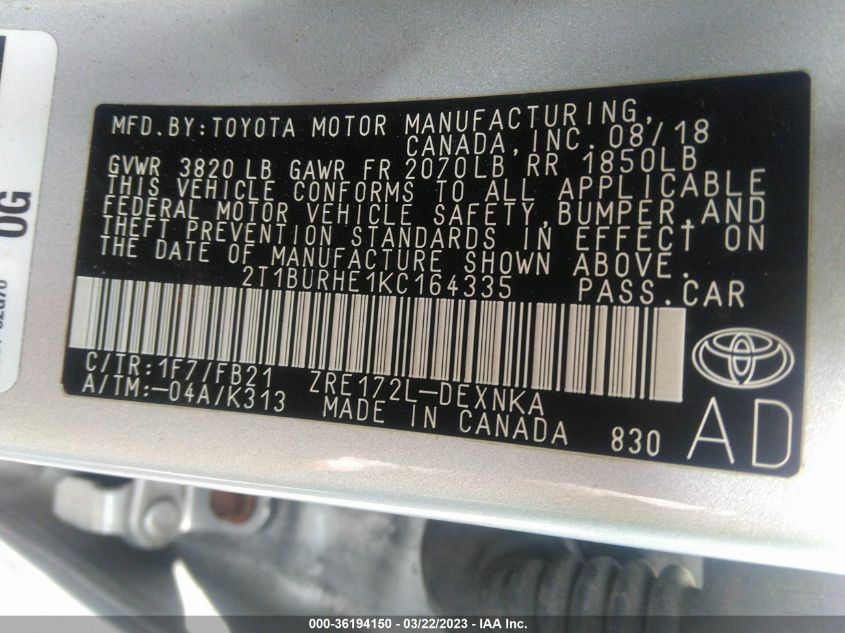 MFD.BY:TOYOTA MOTOR MANUFACTURING,
CANADA, INC. 08/18
GVWR 3820 LB GAWR FR 2070LB RR 1850LB
THIS VEHICLE CONFORMS TO ALL APPLICABLE
FEDERAL MOTOR VEHICLE SAFETY, BUMPER, AND
THEFT PREVENTION STANDARDS IN EFFECT ON
THE DATE OF MANUFACTURE SHOWN ABOVE.
2T1BURHE1KC164335 PASS.CAR
C/TR:1F7/FB21 ZRE172L-DEXNKA
A/TM:-04A/K313 MADE IN CANADA 830 AD
OG
000-36194150 - 03/22/2023 - IAA Inc.